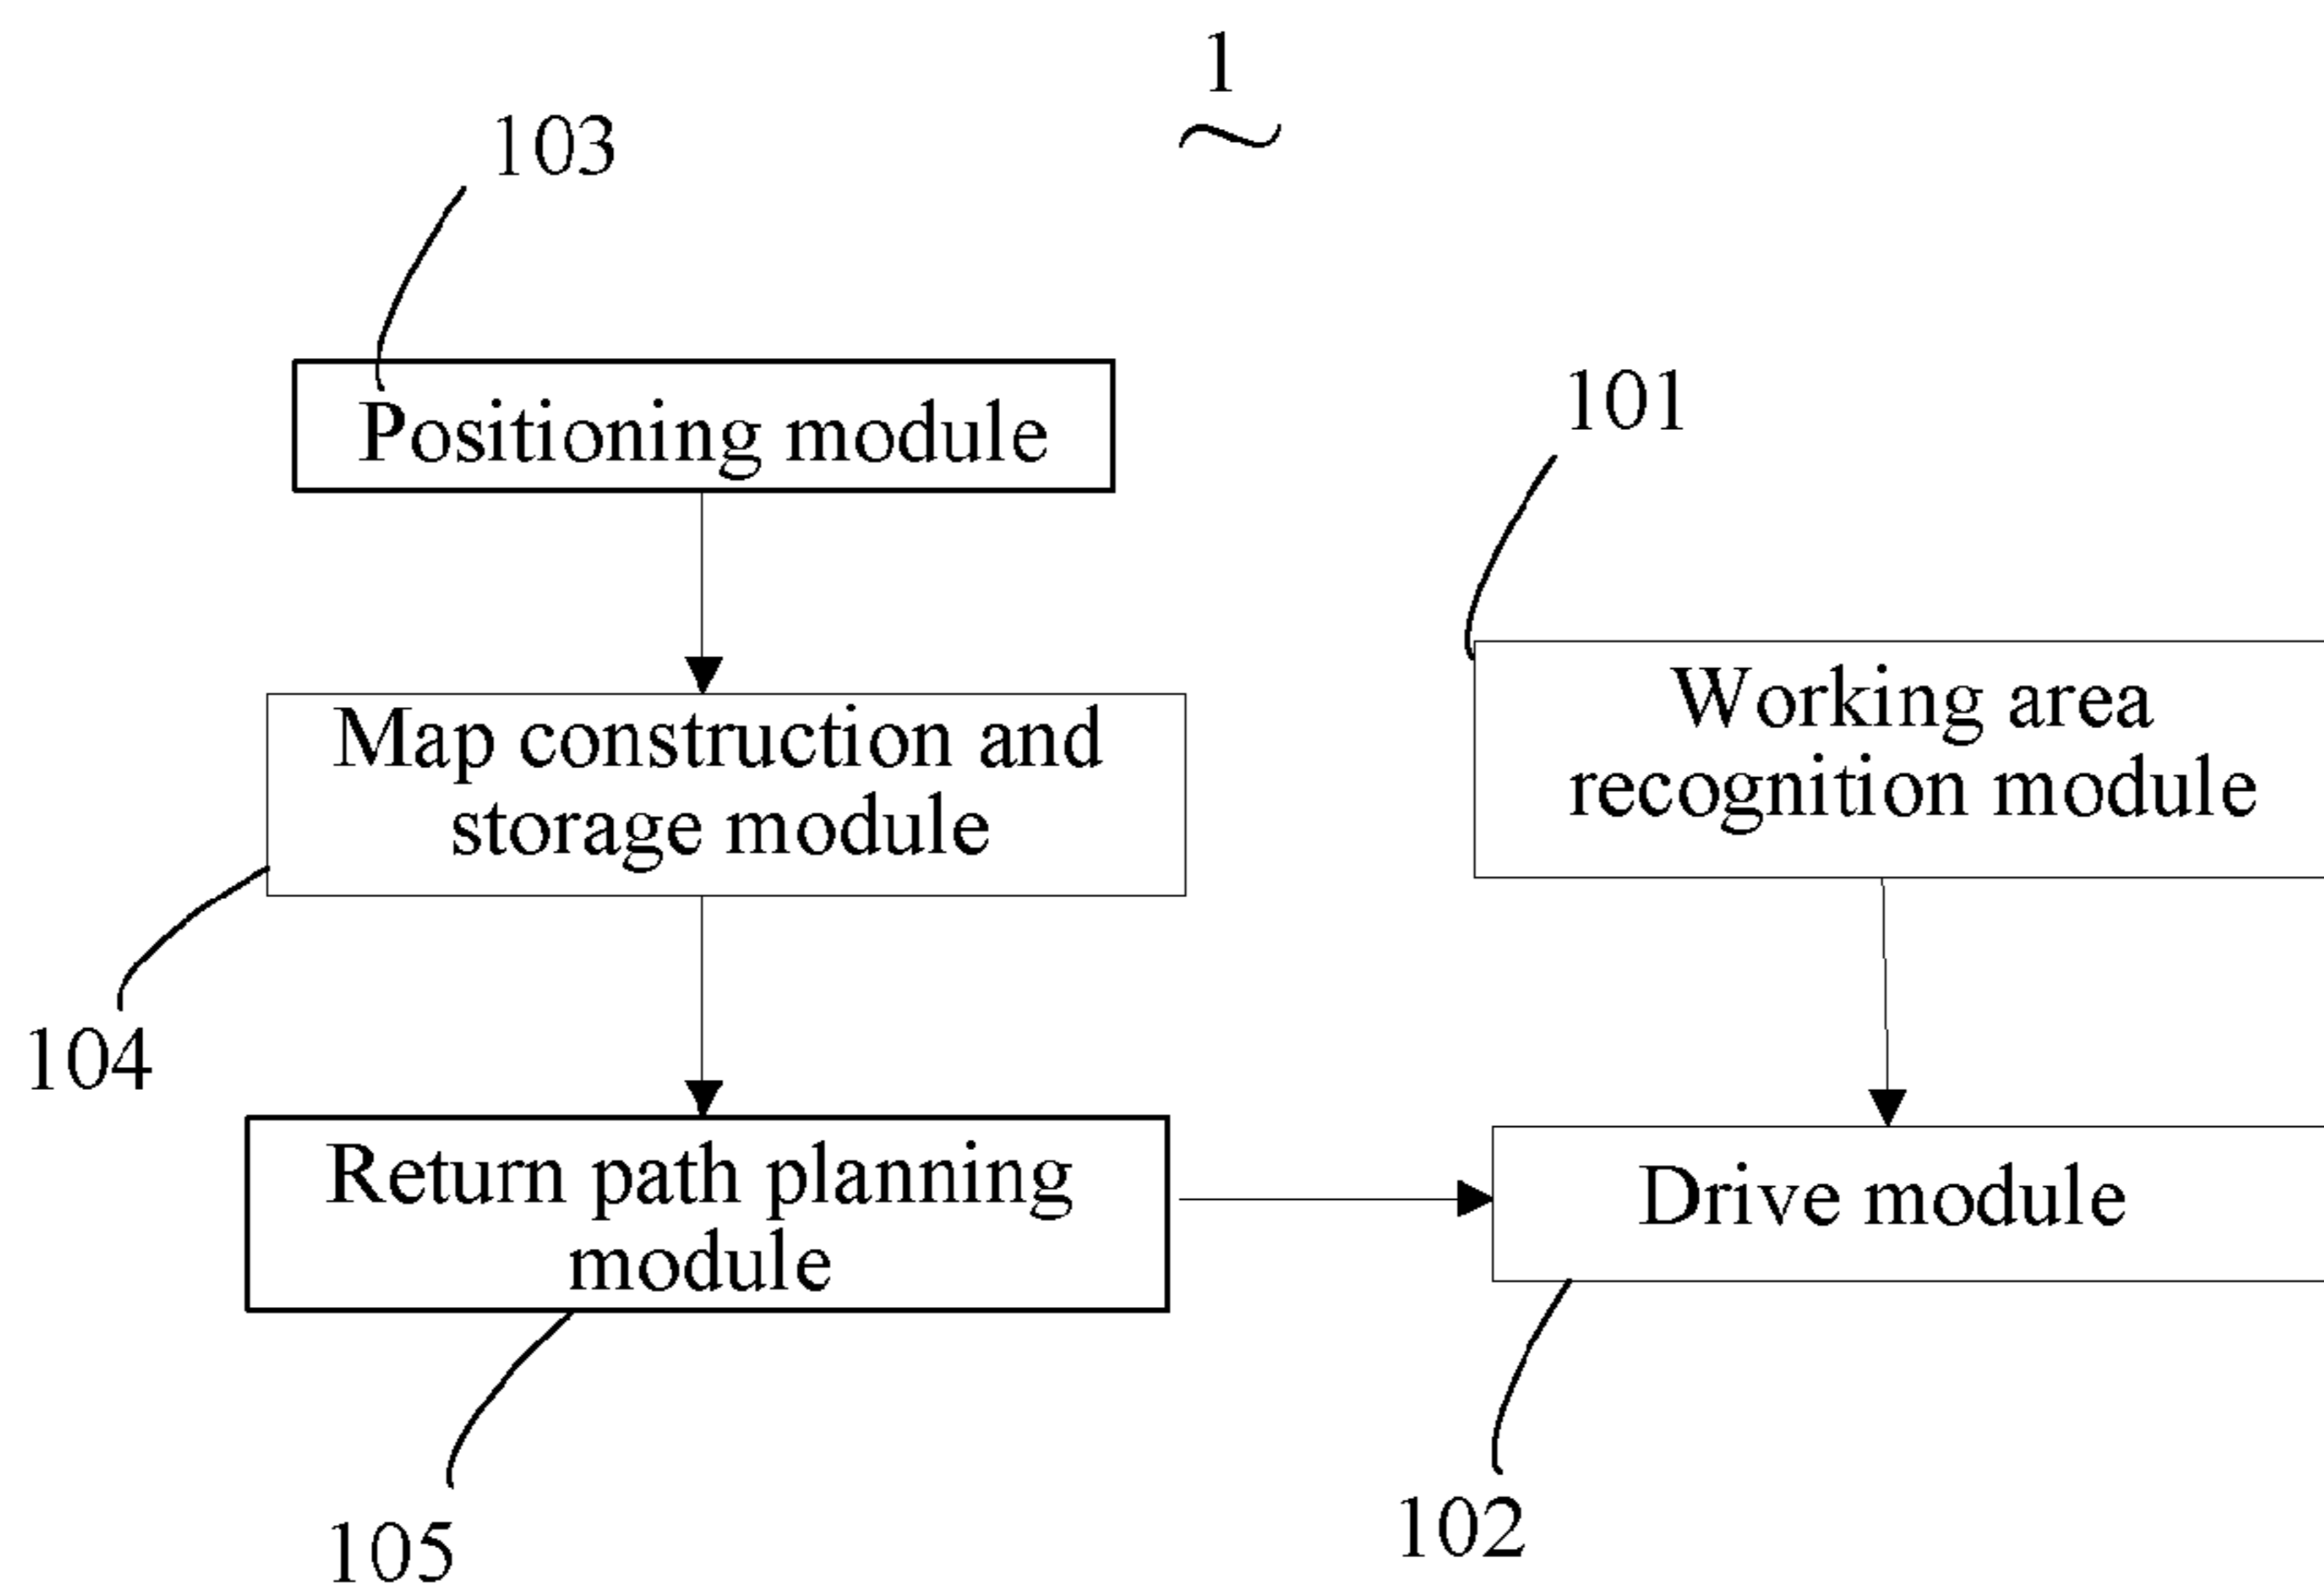 1
103
Positioning module
101
Map construction and
storage module
Working area
recognition module
104
Return path planning
module
Drive module
105
102